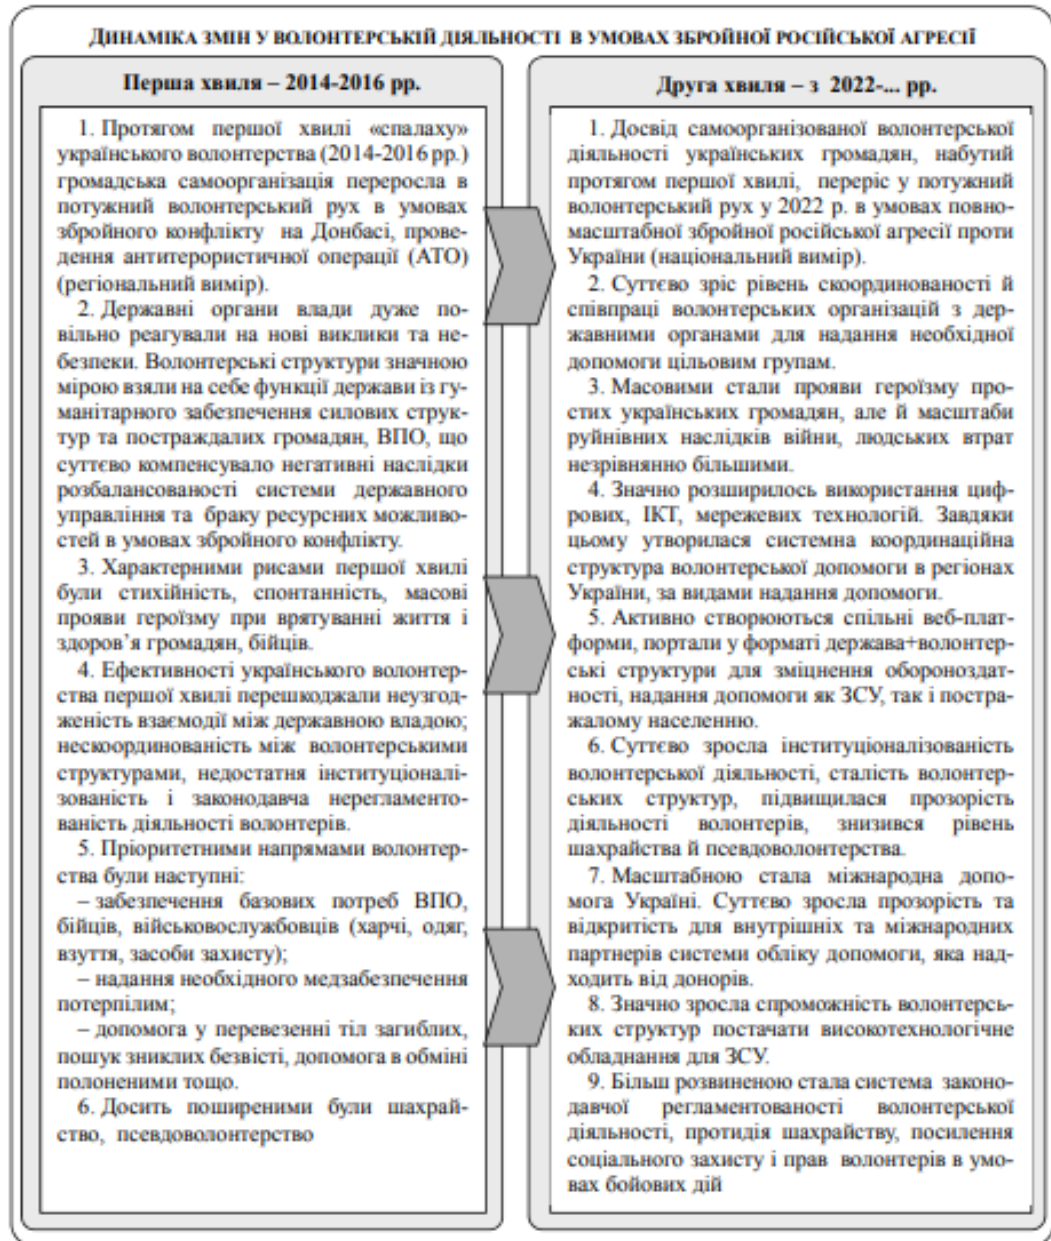 ДИНАМІКА ЗМІН У ВОЛОНТЕРСЬКІЙ ДІЯЛЬНОСТІ В УМОВАХ ЗБРОЙНОЇ РОСІЙСЬКОЇ АГРЕСІЇ
Перша хвиля – 2014-2016 рр.
1. Протягом першої хвилі «спалаху»
українського волонтерства (2014-2016 рр.)
громадська самоорганізація переросла в
потужний волонтерський рух в умовах
збройного конфлікту на Донбасі, прове-
дення антитерористичної операції (АТО)
(регіональний вимір).
2. Державні органи влади дуже по-
вільно реагували на нові виклики та не-
безпеки. Волонтерські структури значною
мірою взяли на себе функції держави із гу-
манітарного забезпечення силових струк-
тур та постраждалих громадян, ВПО, що
суттєво компенсувало негативні наслідки
розбалансованості системи державного
управління та браку ресурсних можливо-
стей в умовах збройного конфлікту.
3. Характерними рисами першої хвилі
були стихійність, спонтанність, масові
прояви героїзму при врятуванні життя і
здоров’я громадян, бійців.
4. Ефективності українського волонтер-
ства першої хвилі перешкоджали неузгод-
женість взаємодії між державною владою;
нескоординованість між волонтерськими
структурами, недостатня інституціоналі-
зованість і законодавча нерегламенто-
ваність діяльності волонтерів.
5. Пріоритетними напрямами волонтер-
ства були наступні:
– забезпечення базових потреб ВПО,
бійців, військовослужбовців (харчі, одяг,
взуття, засоби захисту);
– надання необхідного медзабезпечення
потерпілим;
– допомога у перевезенні тіл загиблих,
пошук зниклих безвісті, допомога в обміні
полоненими тощо.
6. Досить поширеними були шахрай-
ство, псевдоволонтерство
Друга хвиля – з 2022-... рр.
1. Досвід самоорганізованої волонтерської
діяльності українських громадян, набутий
протягом першої хвилі, переріс у потужний
волонтерський рух у 2022 р. в умовах повно-
масштабної збройної російської агресії проти
України (національний вимір).
2. Суттєво зріс рівень скоординованості й
співпраці волонтерських організацій з дер-
жавними органами для надання необхідної
допомоги цільовим групам.
3. Масовими стали прояви героїзму про-
стих українських громадян, але й масштаби
руйнівних наслідків війни, людських втрат
незрівнянно більшими.
4. Значно розширилось використання циф-
рових, ІКТ, мережевих технологій. Завдяки
цьому утворилася системна координаційна
структура волонтерської допомоги в регіонах
України, за видами надання допомоги.
5. Активно створюються спільні веб-плат-
форми, портали у форматі держава+волонтер-
ські структури для зміцнення обороноздат-
ності, надання допомоги як ЗСУ, так і постра-
жалому населенню.
6. Суттєво зросла інституціоналізованість
волонтерської діяльності, сталість волонтер-
ських структур, підвищилася прозорість
діяльності волонтерів, знизився рівень
шахрайства й псевдоволонтерства.
7. Масштабною стала міжнародна допо-
мога Україні. Суттєво зросла прозорість та
відкритість для внутрішніх та міжнародних
партнерів системи обліку допомоги, яка над-
ходить від донорів.
8. Значно зросла спроможність волонтерсь-
ких структур постачати високотехнологічне
обладнання для ЗСУ.
9. Більш розвиненою стала система законо-
давчої регламентованості волонтерської
діяльності, протидія шахрайству, посилення
соціального захисту і прав волонтерів в умо-
вах бойових дій